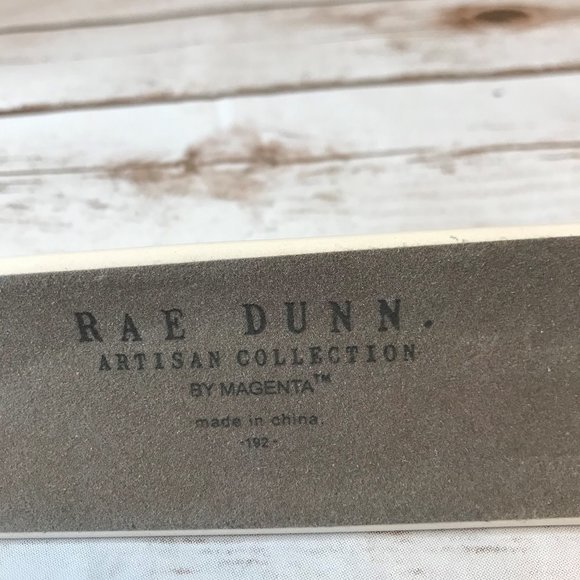 RAE DUNN.
ARTISAN COLLECTION
BY MAGENTA™
made in china.
-192-